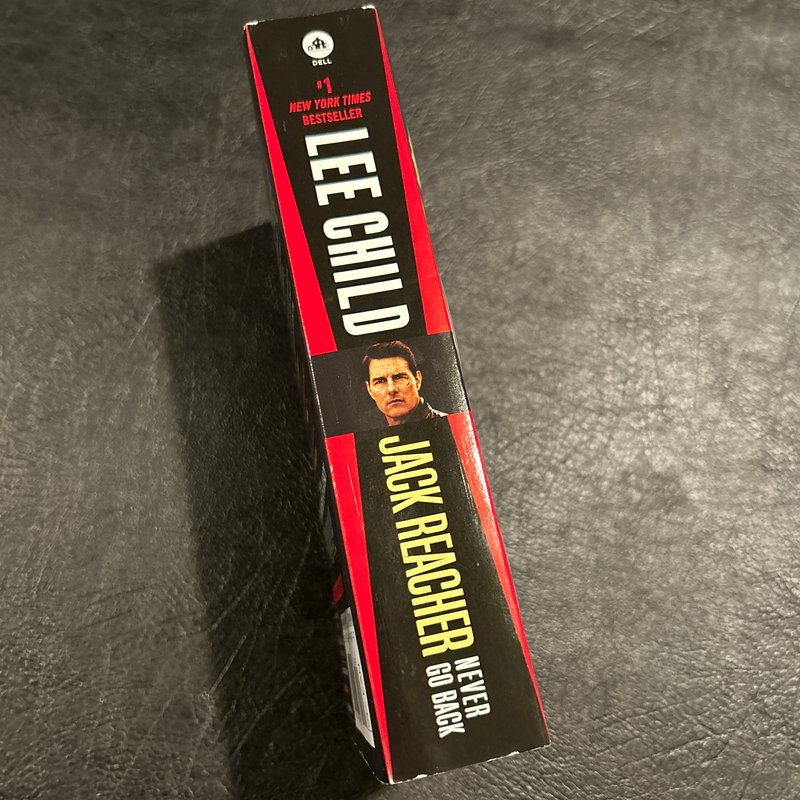 DELL
#1
NEW YORK TIMES
BESTSELLER
LEE CHILD
JACK REACHER
NEVER
GO BACK